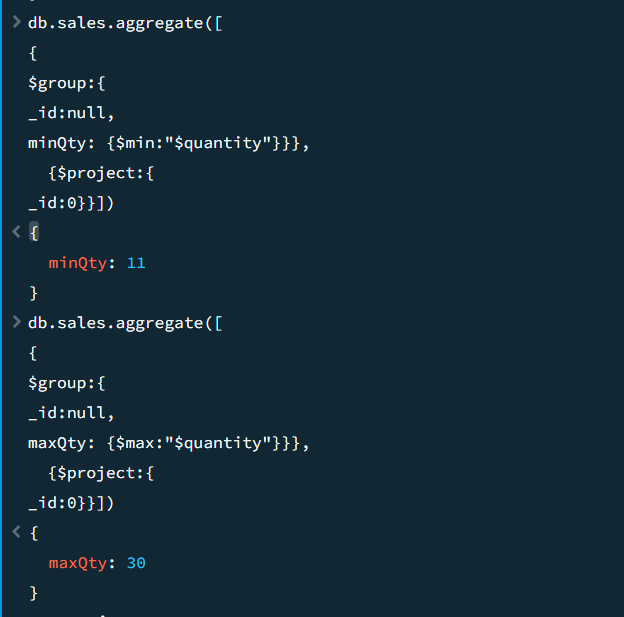 > db.sales.aggregate([
{
$group:{
_id:null,
minQty: {$min:"$quantity"}}},
{$project:{
_id:0}}])
< {
minQty: 11
}
> db.sales.aggregate([
{
$group:{
_id:null,
maxQty: {$max:"$quantity"}}},
{$project:{
_id:0}}])
< {
maxQty: 30
}